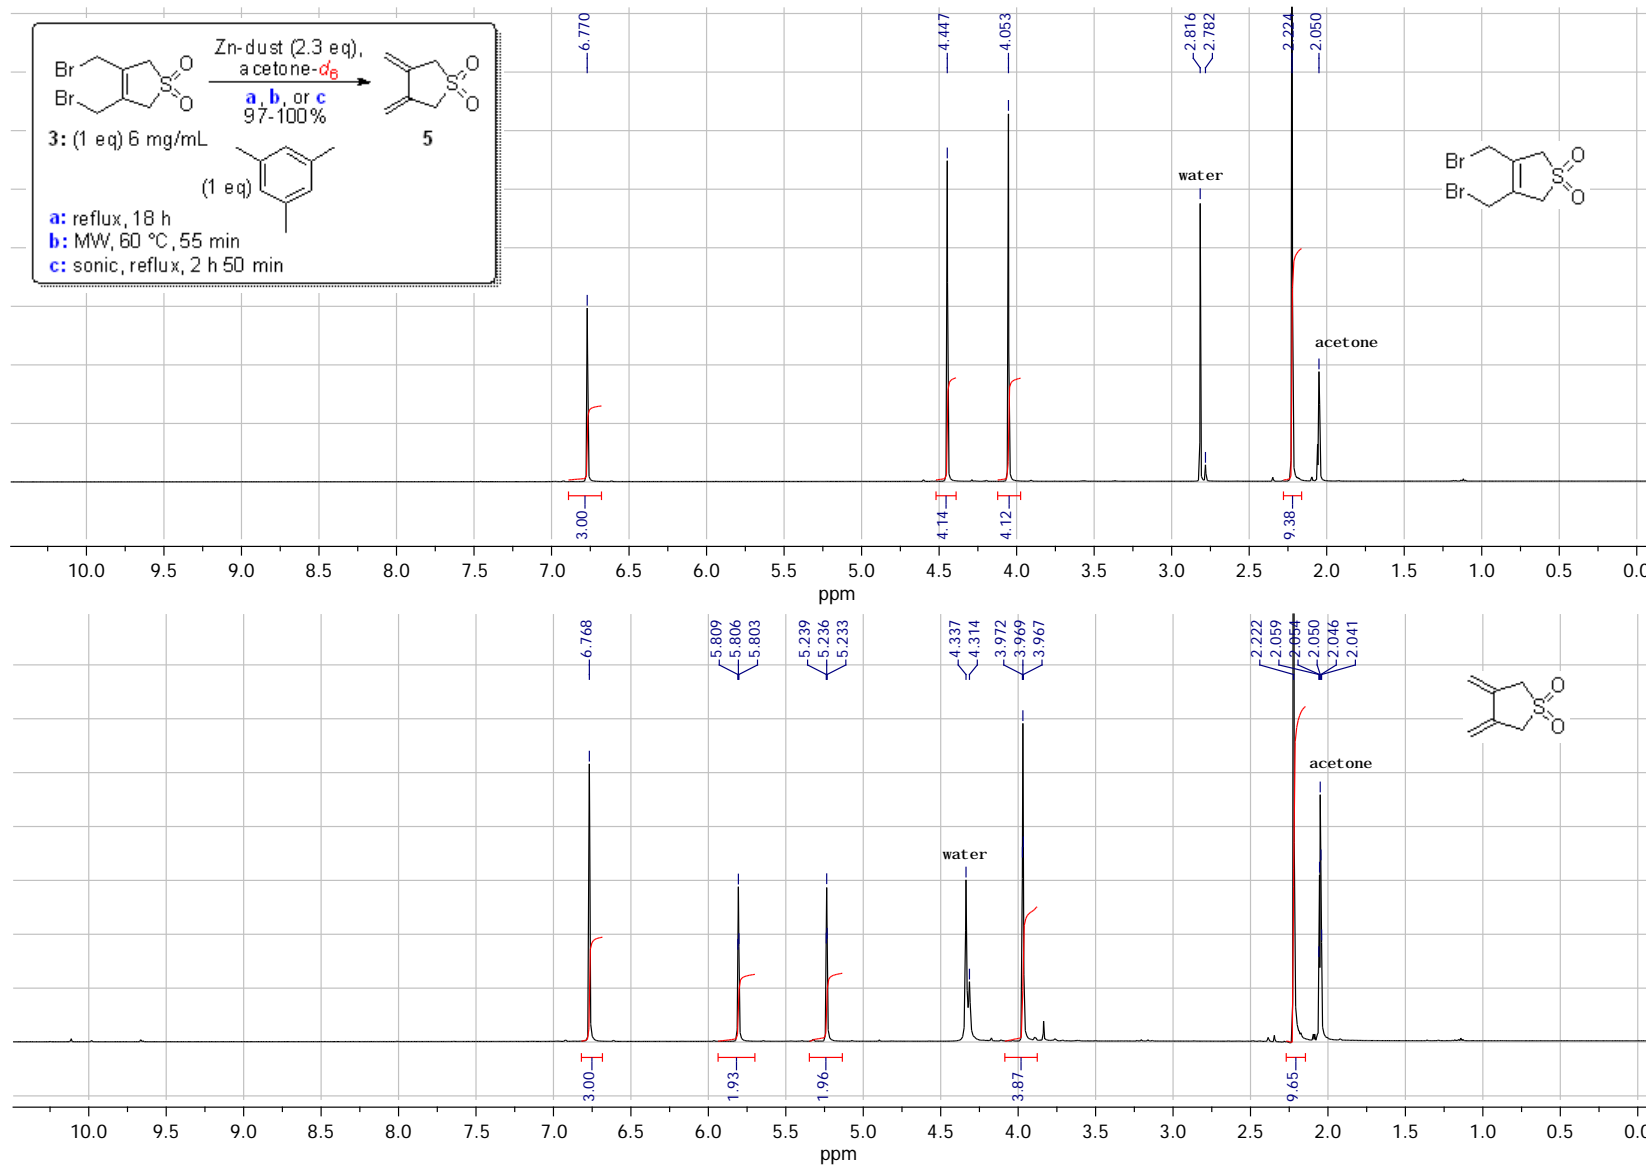 Zn-dust (2.3 eq),
acetone-d6
a, b, or c
97-100%
Br
Br
S
O
O
S
O
O
3: (1 eq) 6 mg/mL
5
(1 eq)
a: reflux, 18 h
b: MW, 60 °C, 55 min
c: sonic, reflux, 2 h 50 min
6.770
4.447
4.053
2.816
2.782
2.224
2.050
water
acetone
Br
Br
S
O
O
3.00
4.14
4.12
9.38
10.0 9.5 9.0 8.5 8.0 7.5 7.0 6.5 6.0 5.5 5.0 4.5 4.0 3.5 3.0 2.5 2.0 1.5 1.0 0.5 0.0
ppm
6.768
5.809
5.806
5.803
5.239
5.236
5.233
4.337
4.314
3.972
3.969
3.967
2.222
2.059
2.054
2.050
2.046
2.041
water
acetone
S
O
O
3.00
1.93
1.96
3.87
9.65
10.0 9.5 9.0 8.5 8.0 7.5 7.0 6.5 6.0 5.5 5.0 4.5 4.0 3.5 3.0 2.5 2.0 1.5 1.0 0.5 0.0
ppm